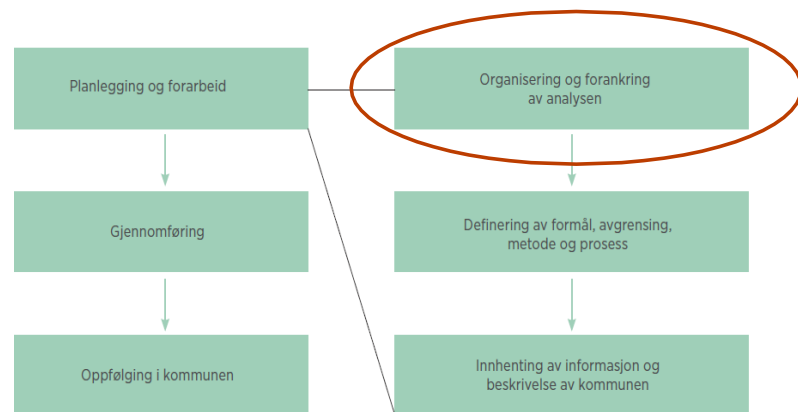 Planlegging og forarbeid
Organisering og forankring
av analysen
Gjennomføring
Definering av formål, avgrensing,
metode og prosess
Oppfølging i kommunen
Innhenting av informasjon og
beskrivelse av kommunen